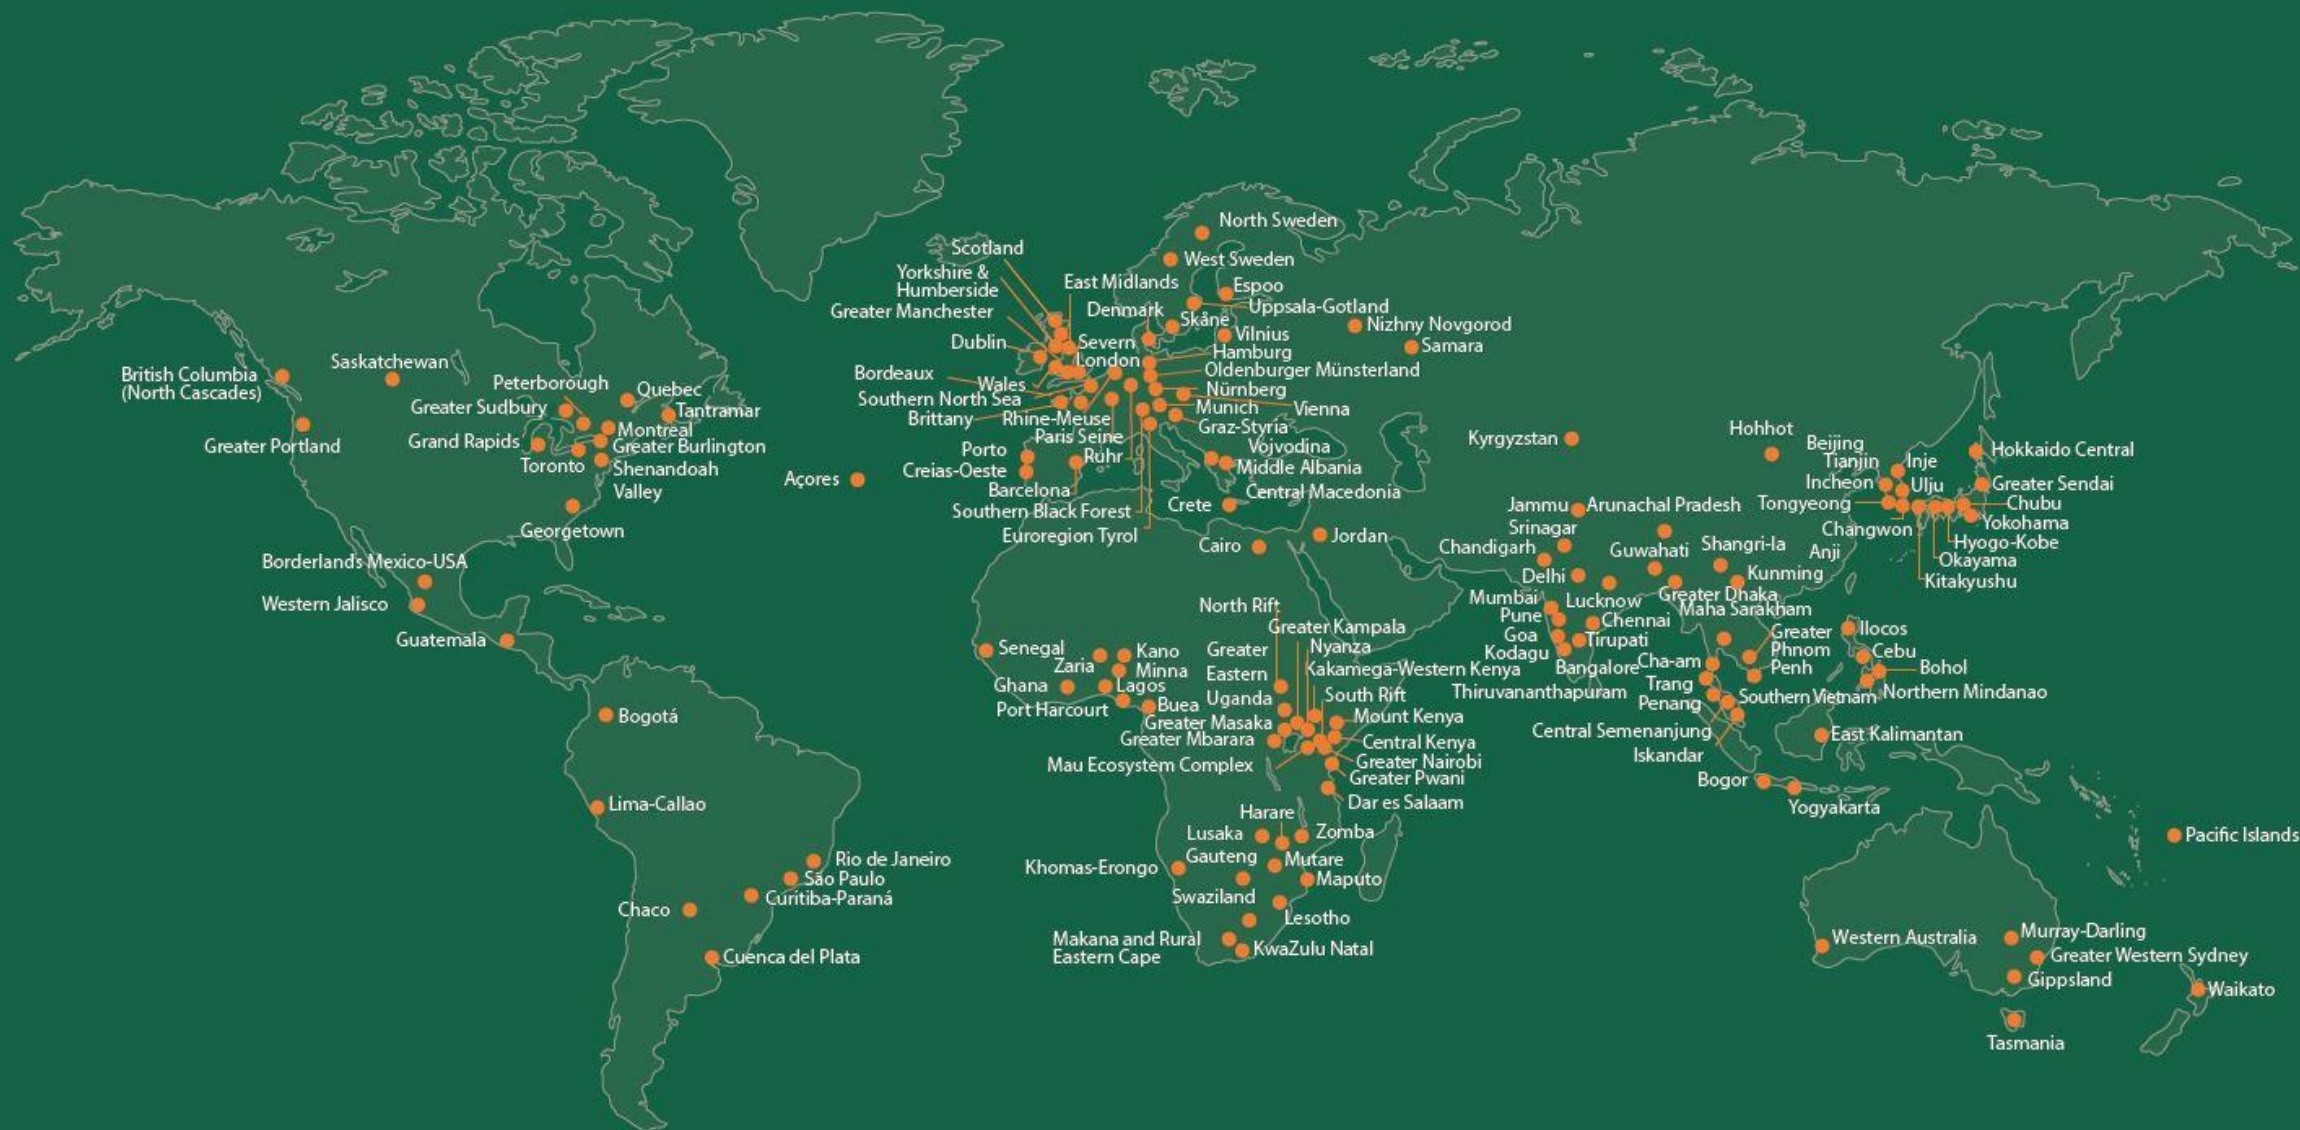 British Columbia
(North Cascades)
Greater Portland
Saskatchewan
Peterborough
Greater Sudbury
Grand Rapids
Toronto
Quebec
Tantramar
Montreal
Greater Burlington
Shenandoah
Valley
Georgetown
Borderlands Mexico-USA
Western Jalisco
Guatemala
Bogotá
Lima-Callao
Rio de Janeiro
São Paulo
Curitiba-Paraná
Chaco
Cuenca del Plata
Açores
North Sweden
West Sweden
Scotland
Yorkshire &
Humberside
Greater Manchester
East Midlands
Denmark
Espoo
Uppsala-Gotland
Skåne
Vilnius
Nizhny Novgorod
Samara
Dublin
Severn
London
Hamburg
Oldenburger Münsterland
Bordeaux
Wales
Southern North Sea
Brittany
Rhine-Meuse
Nürnberg
Munich
Vienna
Graz-Styria
Paris Seine
Ruhr
Porto
Creias-Oeste
Barcelona
Southern Black Forest
Euroregion Tyrol
Vojvodina
Middle Albania
Central Macedonia
Crete
Cairo
Jordan
Senegal
Zaria
Kano
Minna
Ghana
Lagos
Port Harcourt
Buea
North Rift
Greater Kampala
Greater
Eastern
Uganda
Nyanza
Kakamega-Western Kenya
South Rift
Greater Masaka
Greater Mbarara
Mau Ecosystem Complex
Mount Kenya
Central Kenya
Greater Nairobi
Greater Pwani
Dar es Salaam
Harare
Lusaka
Zomba
Khomas-Erongo
Gauteng
Mutare
Maputo
Swaziland
Lesotho
Makana and Rural
Eastern Cape
KwaZulu Natal
Kyrgyzstan
Hohhot
Beijing
Tianjin
Inje
Incheon
Ulju
Tongyeong
Changwon
Hokkaido Central
Greater Sendai
Chubu
Yokohama
Hyogo-Kobe
Okayama
Kitakyushu
Jammu
Arunachal Pradesh
Srinagar
Chandigarh
Guwahati
Shangri-la
Anji
Delhi
Kunming
Mumbai
Lucknow
Greater Dhaka
Maha Sarakham
Pune
Chennai
Goa
Tirupati
Kodagu
Bangalore
Thiruvananthapuram
Greater
Phnom
Penh
Cha-am
Trang
Penang
Southern Vietnam
Central Semenanjung
Iskandar
Ilocos
Cebu
Bohol
Northern Mindanao
East Kalimantan
Bogor
Yogyakarta
Pacific Islands
Western Australia
Murray-Darling
Greater Western Sydney
Gippsland
Waikato
Tasmania